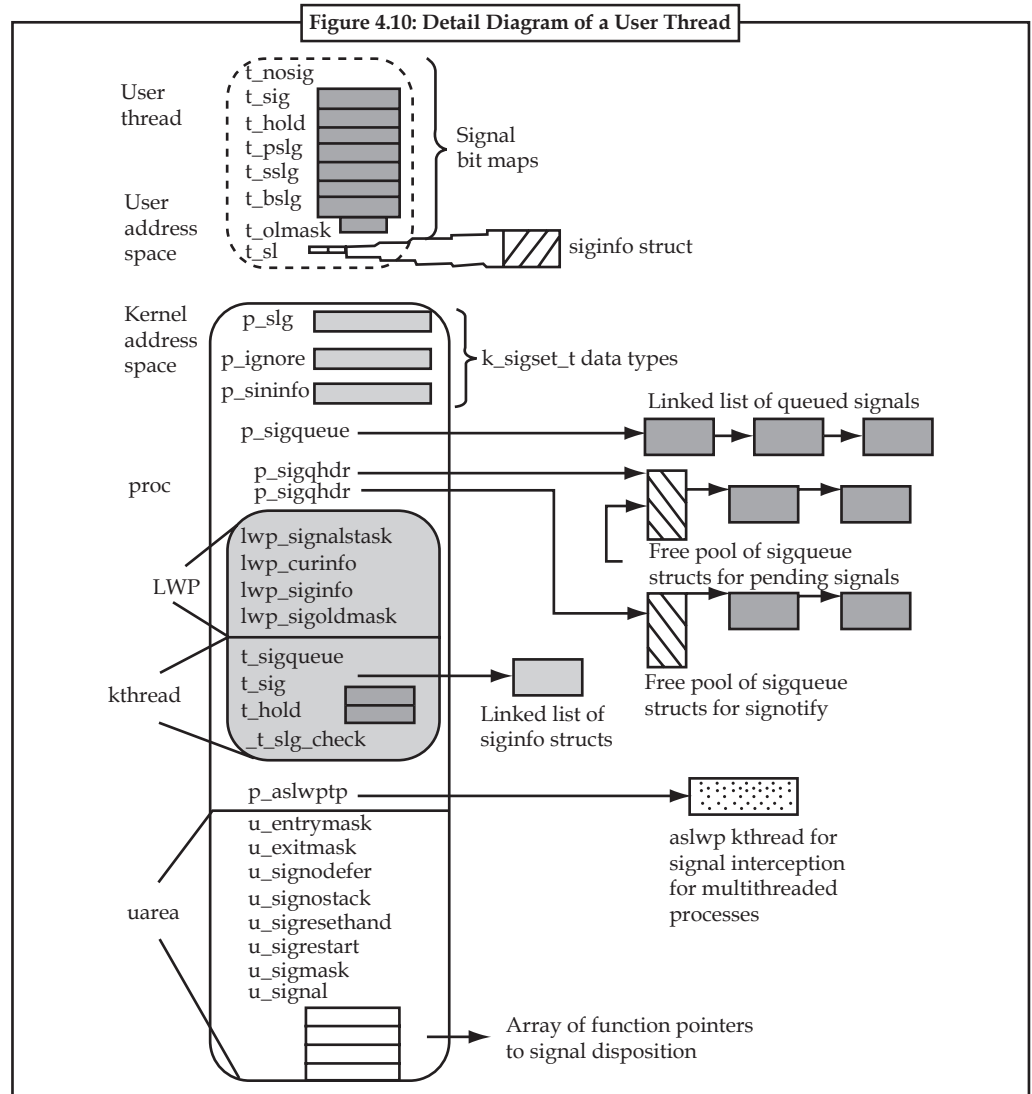 Figure 4.10: Detail Diagram of a User Thread
User
thread
t_nosig
t_sig
t_hold
t_pslg
t_sslg
t_bslg
t_olmask
t_sl
Signal
bit maps
User
address
space
siginfo struct
Kernel
address
space
p_slg
p_ignore
p_sininfo
k_sigset_t data types
p_sigqueue
Linked list of queued signals
proc
p_sigqhdr
p_sigqhdr
Free pool of sigqueue
structs for pending signals
LWP
lwp_signalstask
lwp_curinfo
lwp_siginfo
lwp_sigoldmask
kthread
t_sigqueue
t_sig
t_hold
_t_slg_check
Linked list of
siginfo structs
Free pool of sigqueue
structs for signotify
p_aslwptp
aslwp kthread for
signal interception
for multithreaded
processes
uarea
u_entrymask
u_exitmask
u_signodefer
u_signostack
u_sigresethand
u_sigrestart
u_sigmask
u_signal
Array of function pointers
to signal disposition